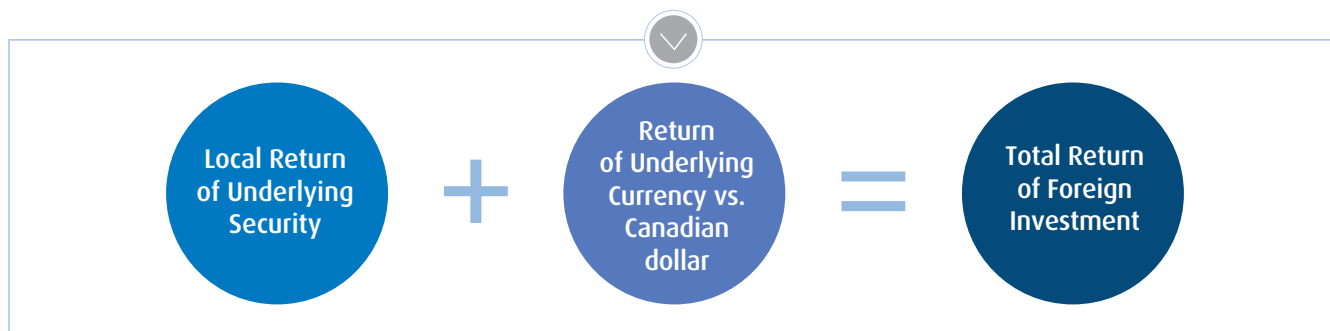 Local Return
of Underlying
Security
+
Return
of Underlying
Currency vs.
Canadian
dollar
=
Total Return
of Foreign
Investment